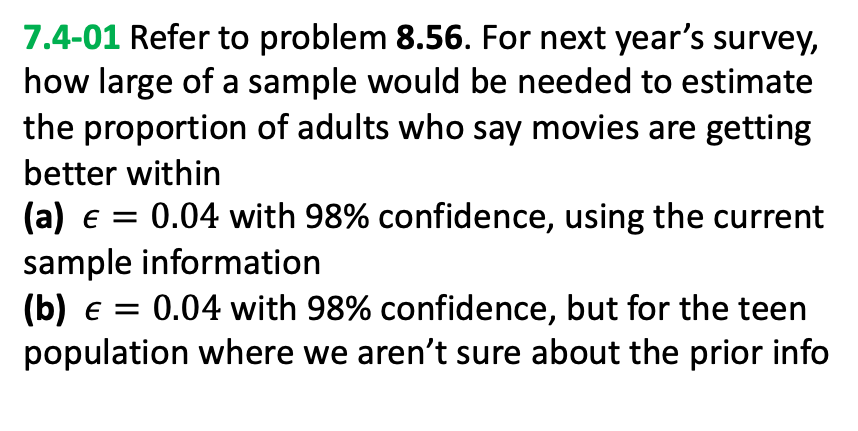 7.4-01 Refer to problem 8.56. For next year’s survey,
how large of a sample would be needed to estimate
the proportion of adults who say movies are getting
better within
(a) ϵ = 0.04 with 98% confidence, using the current
sample information
(b) ϵ = 0.04 with 98% confidence, but for the teen
population where we aren’t sure about the prior info